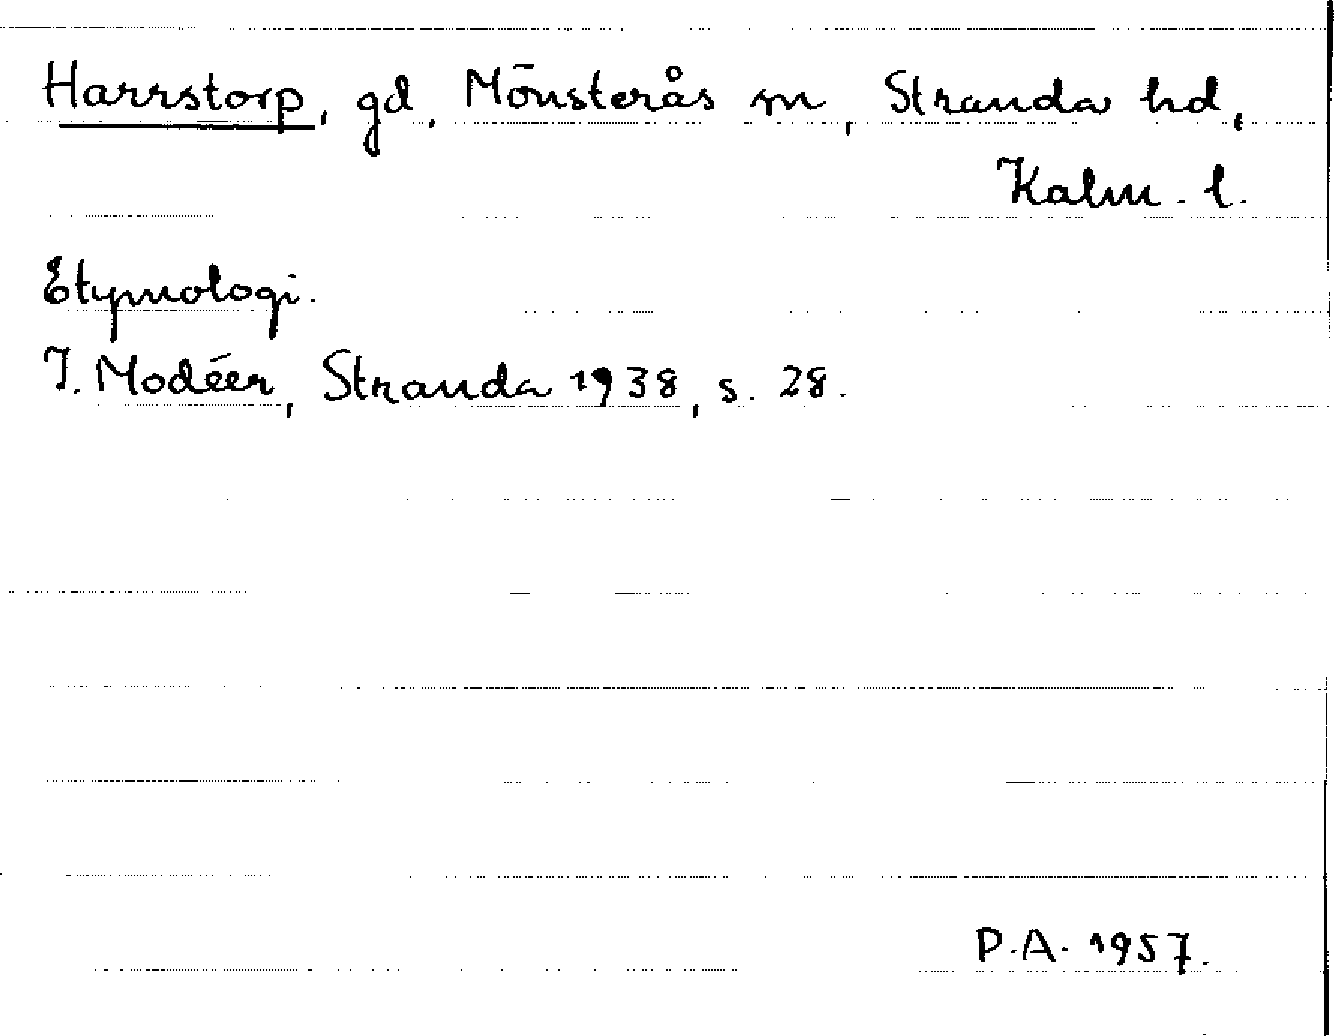 Harrstorp, gd, Mönsterås sn, Stranda hd,
Kalm. l.
Etymologi.
I. Modéer, Stranda 1938, s. 28.
P.A. 1957.